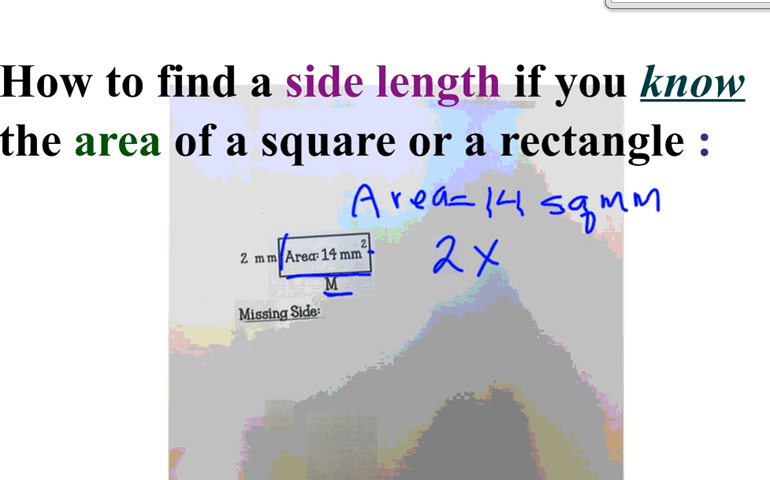 How to find a side length if you know
the area of a square or a rectangle :
Area=14 sqmm
2 mm Area: 14 mm²
2 x
M
Missing Side: